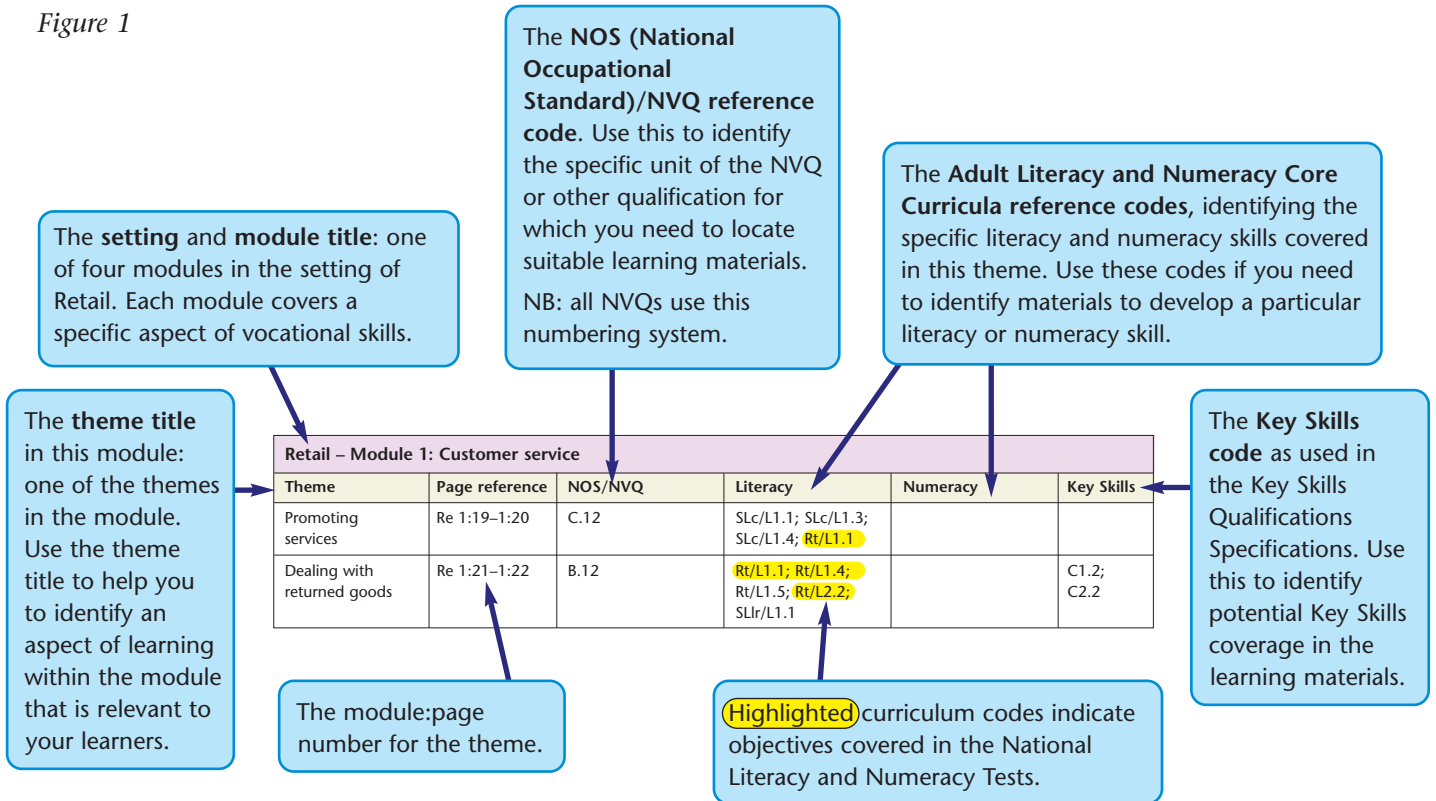 Figure 1
The NOS (National
Occupational
Standard)/NVQ reference
code. Use this to identify
the specific unit of the NVQ
or other qualification for
which you need to locate
suitable learning materials.
NB: all NVQs use this
numbering system.
The Adult Literacy and Numeracy Core
Curricula reference codes, identifying the
specific literacy and numeracy skills covered
in this theme. Use these codes if you need
to identify materials to develop a particular
literacy or numeracy skill.
The setting and module title: one
of four modules in the setting of
Retail. Each module covers a
specific aspect of vocational skills.
The theme title
in this module:
one of the themes
in the module.
Use the theme
title to help you
to identify an
aspect of learning
within the module
that is relevant to
your learners.
Retail – Module 1: Customer service
Theme Page reference NOS/NVQ Literacy Numeracy Key Skills
Promoting Re 1:19–1:20 C.12 SLc/L1.1; SLc/L1.3;
services SLc/L1.4; Rt/L1.1
Dealing with Re 1:21–1:22 B.12 Rt/L1.1; Rt/L1.4; C1.2;
returned goods Rt/L1.5; Rt/L2.2; C2.2
SLlr/L1.1
The Key Skills
code as used in
the Key Skills
Qualifications
Specifications. Use
this to identify
potential Key Skills
coverage in the
learning materials.
The module:page
number for the theme.
Highlighted curriculum codes indicate
objectives covered in the National
Literacy and Numeracy Tests.